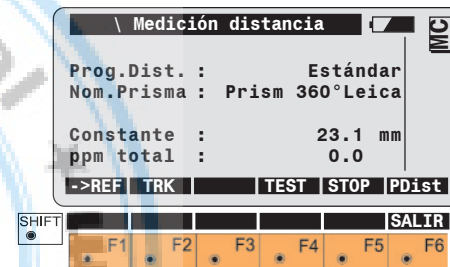 \ Medición distancia
MC
Prog.Dist. : Estándar
Nom.Prisma : Prism 360°Leica
Constante : 23.1 mm
ppm total : 0.0
->REF TRK TEST STOP PDist
SHIFT SALIR
F1 F2 F3 F4 F5 F6